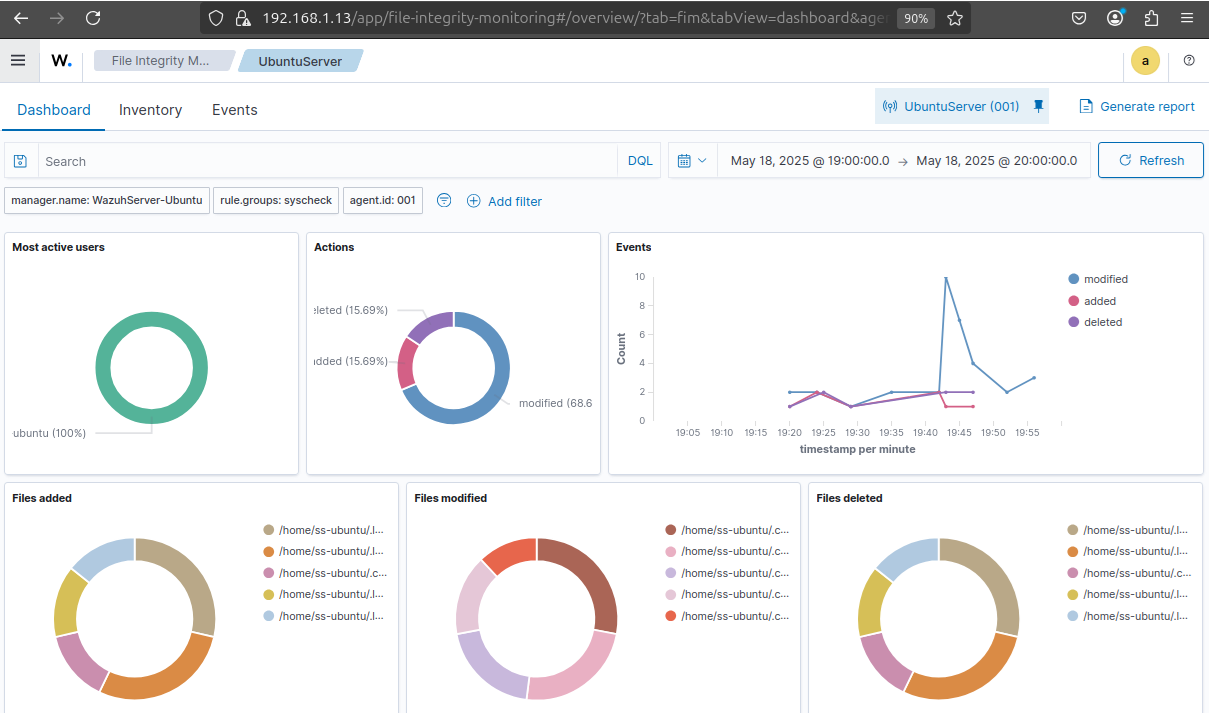 192.168.1.13/app/file-integrity-monitoring#/overview/?tab=fim&tabView=dashboard&age
90%
W.
File Integrity M...
UbuntuServer
a
Dashboard
Inventory
Events
UbuntuServer (001)
Generate report
Search
DQL
May 18, 2025 @ 19:00:00.0 → May 18, 2025 @ 20:00:00.0
Refresh
manager.name: WazuhServer-Ubuntu
rule.groups: syscheck
agent.id: 001
Add filter
Most active users
ubuntu (100%)
Actions
eleted (15.69%)
dded (15.69%)
modified (68.6
Events
10
8
6
4
2
0
Count
19:05 19:10 19:15 19:20 19:25 19:30 19:35 19:40 19:45 19:50 19:55
timestamp per minute
modified
added
deleted
Files added
/home/ss-ubuntu/.l...
/home/ss-ubuntu/.l...
/home/ss-ubuntu/.c...
/home/ss-ubuntu/.l...
/home/ss-ubuntu/.l...
Files modified
/home/ss-ubuntu/.c...
/home/ss-ubuntu/.c...
/home/ss-ubuntu/.c...
/home/ss-ubuntu/.c...
/home/ss-ubuntu/.c...
Files deleted
/home/ss-ubuntu/.l...
/home/ss-ubuntu/.l...
/home/ss-ubuntu/.c...
/home/ss-ubuntu/.l...
/home/ss-ubuntu/.l...